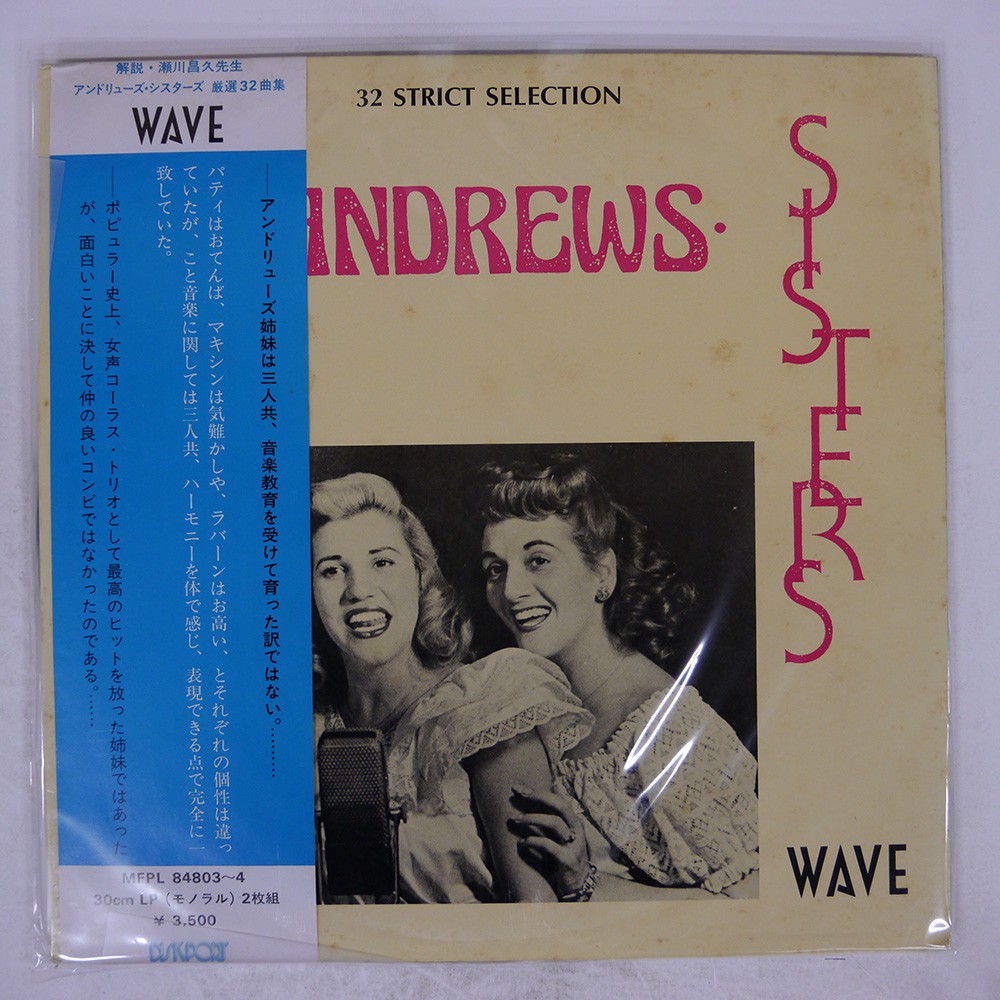 解説・瀬川昌久先生
アンドリューズ・シスターズ 厳選32曲集
WAVE
——アンドリューズ姉妹は三人共、音楽教育を受けて育った訳ではない。………
パティはおてんば、マキシンは気難かしや、ラバーンはお高い、とそれぞれの個性は違っ
ていたが、こと音楽に関しては三人共、ハーモニーを体で感じ、表現できる点で完全に一
致していた。
——ポピュラー史上、女声コーラス・トリオとして最高のヒットを放った姉妹ではあった
が、面白いことに決して仲の良いコンビではなかったのである。………
MFPL 84803〜4
30cm LP (モノラル) 2枚組
¥ 3,500
DISKPORT
32 STRICT SELECTION
ANDREWS・
SISTERS
WAVE